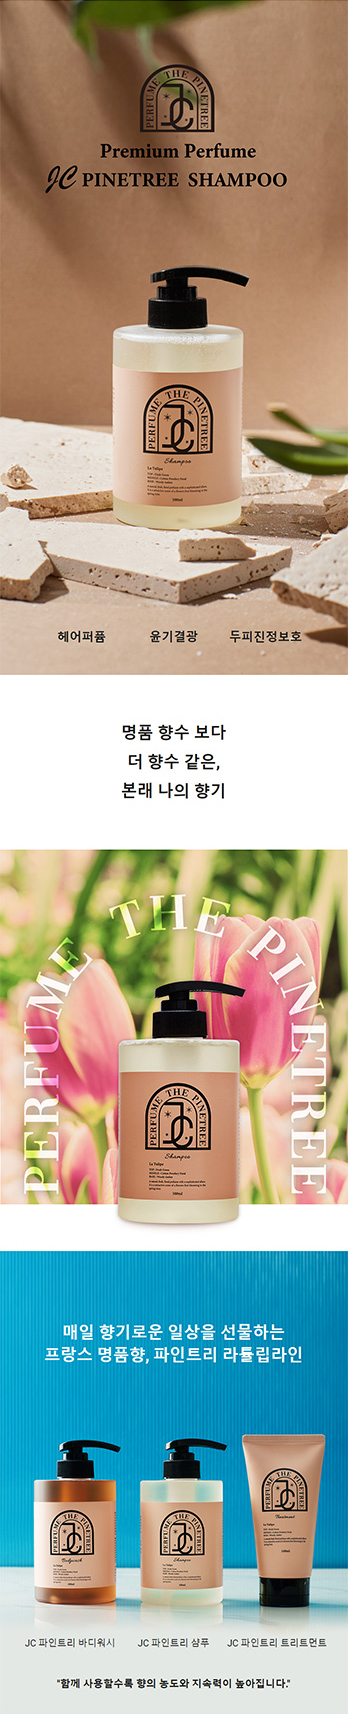 PERFUME THE PINETREE
JC
Premium Perfume
JC PINETREE SHAMPOO
PERFUME THE PINETREE
JC
Shampoo
La Tulipe
500ml
헤어퍼퓸 윤기결광 두피진정보호
명품 향수 보다
더 향수 같은,
본래 나의 향기
PERFUME THE PINETREE
PERFUME THE PINETREE
JC
Shampoo
La Tulipe
500ml
매일 향기로운 일상을 선물하는
프랑스 명품향, 파인트리 라튤립라인
PERFUME THE PINETREE
JC
Bodywash
La Tulipe
PERFUME THE PINETREE
JC
Shampoo
La Tulipe
PERFUME THE PINETREE
JC
Treatment
La Tulipe
JC 파인트리 바디워시 JC 파인트리 샴푸 JC 파인트리 트리트먼트
"함께 사용할수록 향의 농도와 지속력이 높아집니다."